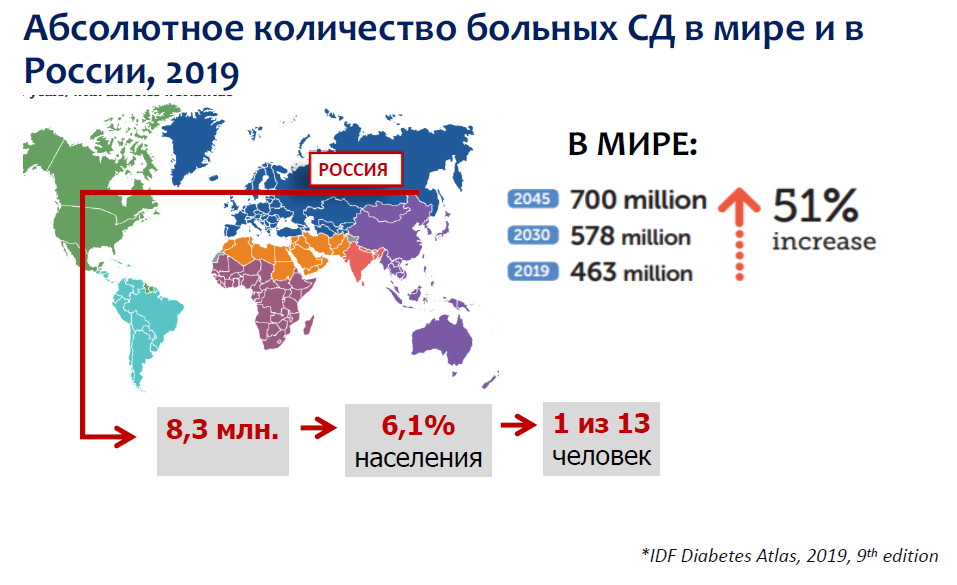 Абсолютное количество больных СД в мире и в
России, 2019
РОССИЯ
В МИРЕ:
2045 700 million
2030 578 million
2019 463 million
51%
increase
8,3 млн.
6,1%
населения
1 из 13
человек
*IDF Diabetes Atlas, 2019, 9th edition